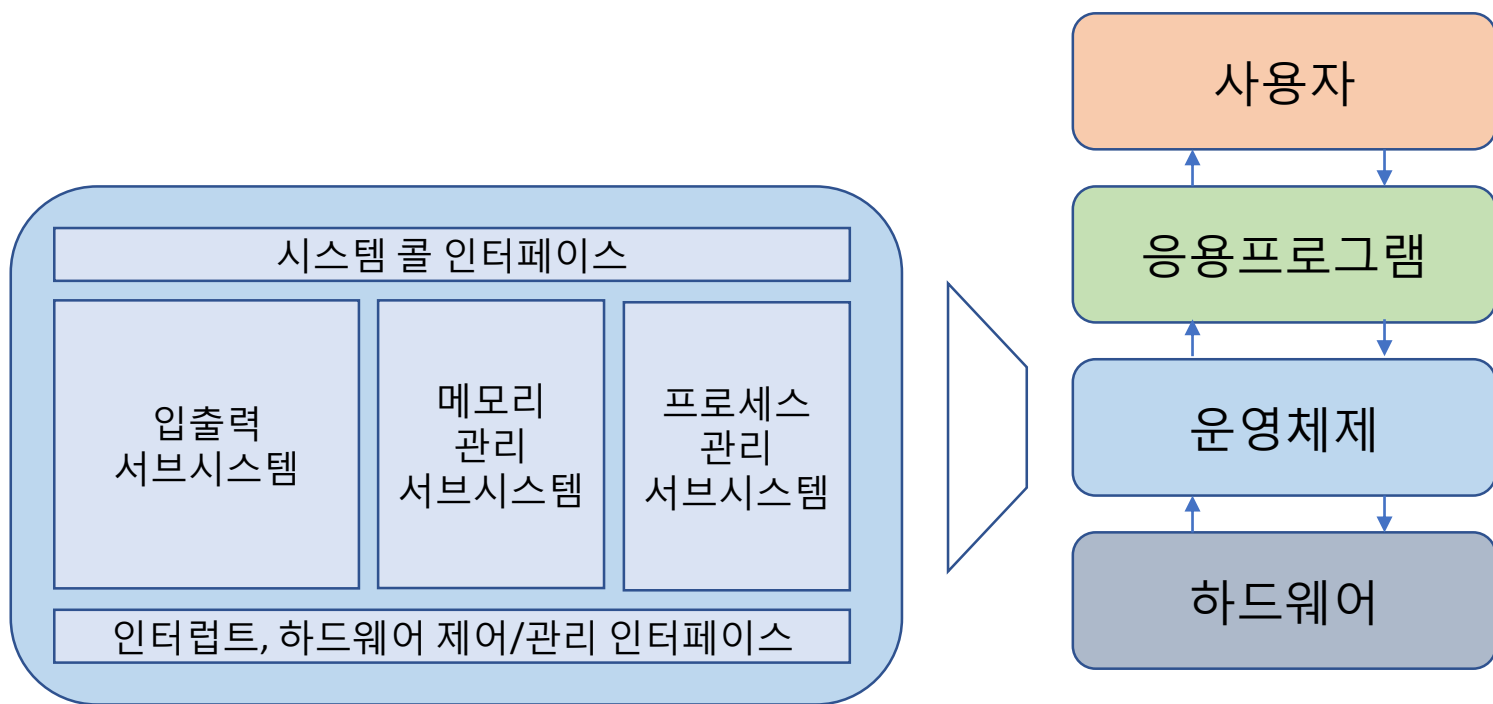 시스템 콜 인터페이스
입출력
서브시스템
메모리
관리
서브시스템
프로세스
관리
서브시스템
인터럽트, 하드웨어 제어/관리 인터페이스
사용자
응용프로그램
운영체제
하드웨어